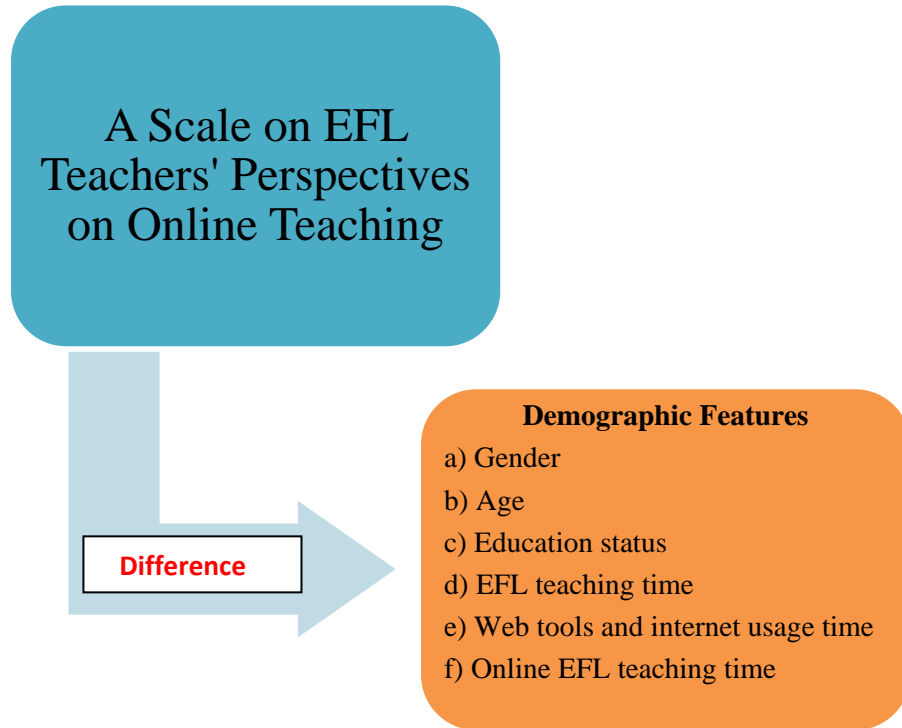 A Scale on EFL
Teachers' Perspectives
on Online Teaching
Difference
Demographic Features
a) Gender
b) Age
c) Education status
d) EFL teaching time
e) Web tools and internet usage time
f) Online EFL teaching time